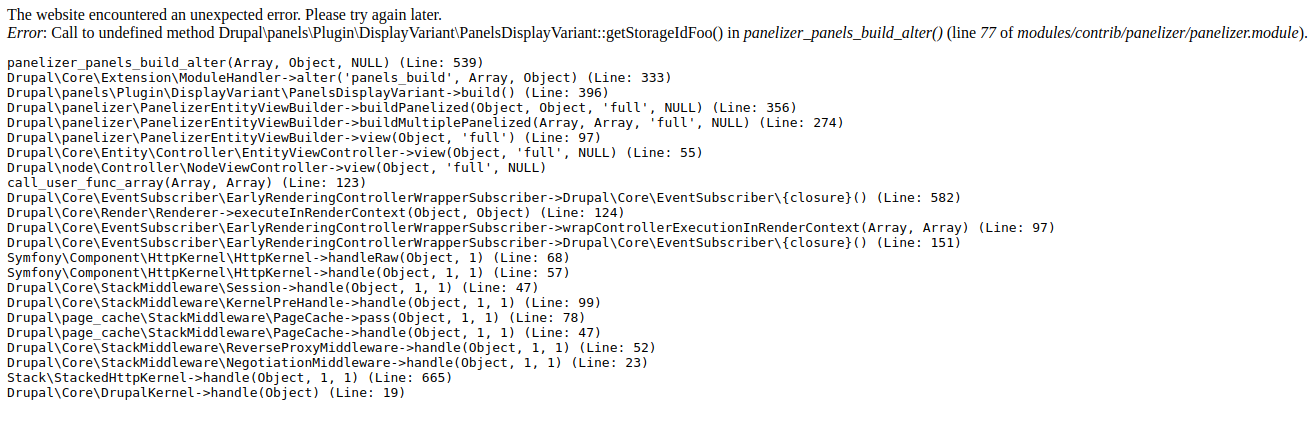 The website encountered an unexpected error. Please try again later.
Error: Call to undefined method Drupal\panels\Plugin\DisplayVariant\PanelsDisplayVariant::getStorageIdFoo() in panelizer_panels_build_alter() (line 77 of modules/contrib/panelizer/panelizer.module).
panelizer_panels_build_alter(Array, Object, NULL) (Line: 539)
Drupal\Core\Extension\ModuleHandler->alter('panels_build', Array, Object) (Line: 333)
Drupal\panels\Plugin\DisplayVariant\PanelsDisplayVariant->build() (Line: 396)
Drupal\panelizer\PanelizerEntityViewBuilder->buildPanelized(Object, Object, 'full', NULL) (Line: 356)
Drupal\panelizer\PanelizerEntityViewBuilder->buildMultiplePanelized(Array, Array, 'full', NULL) (Line: 274)
Drupal\panelizer\PanelizerEntityViewBuilder->view(Object, 'full') (Line: 97)
Drupal\Core\Entity\Controller\EntityViewController->view(Object, 'full', NULL) (Line: 55)
Drupal\node\Controller\NodeViewController->view(Object, 'full', NULL)
call_user_func_array(Array, Array) (Line: 123)
Drupal\Core\EventSubscriber\EarlyRenderingControllerWrapperSubscriber->Drupal\Core\EventSubscriber\{closure}() (Line: 582)
Drupal\Core\Render\Renderer->executeInRenderContext(Object, Object) (Line: 124)
Drupal\Core\EventSubscriber\EarlyRenderingControllerWrapperSubscriber->wrapControllerExecutionInRenderContext(Array, Array) (Line: 97)
Drupal\Core\EventSubscriber\EarlyRenderingControllerWrapperSubscriber->Drupal\Core\EventSubscriber\{closure}() (Line: 151)
Symfony\Component\HttpKernel\HttpKernel->handleRaw(Object, 1) (Line: 68)
Symfony\Component\HttpKernel\HttpKernel->handle(Object, 1, 1) (Line: 57)
Drupal\Core\StackMiddleware\Session->handle(Object, 1, 1) (Line: 47)
Drupal\Core\StackMiddleware\KernelPreHandle->handle(Object, 1, 1) (Line: 99)
Drupal\page_cache\StackMiddleware\PageCache->pass(Object, 1, 1) (Line: 78)
Drupal\page_cache\StackMiddleware\PageCache->handle(Object, 1, 1) (Line: 47)
Drupal\Core\StackMiddleware\ReverseProxyMiddleware->handle(Object, 1, 1) (Line: 52)
Drupal\Core\StackMiddleware\NegotiationMiddleware->handle(Object, 1, 1) (Line: 23)
Stack\StackedHttpKernel->handle(Object, 1, 1) (Line: 665)
Drupal\Core\DrupalKernel->handle(Object) (Line: 19)